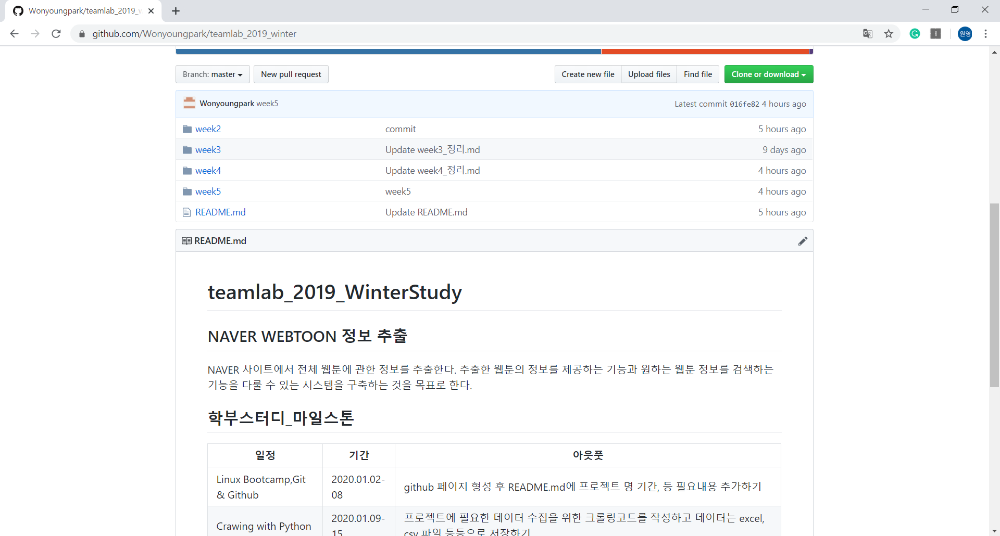 Wonyoungpark/teamlab_2019_w
github.com/Wonyoungpark/teamlab_2019_winter
원영
Branch: master
New pull request
Create new file
Upload files
Find file
Clone or download
Wonyoungpark week5
Latest commit 016fe82 4 hours ago
week2 commit 5 hours ago
week3 Update week3_정리.md 9 days ago
week4 Update week4_정리.md 4 hours ago
week5 week5 4 hours ago
README.md Update README.md 5 hours ago
README.md
teamlab_2019_WinterStudy
NAVER WEBTOON 정보 추출
NAVER 사이트에서 전체 웹툰에 관한 정보를 추출한다. 추출한 웹툰의 정보를 제공하는 기능과 원하는 웹툰 정보를 검색하는
기능을 다룰 수 있는 시스템을 구축하는 것을 목표로 한다.
학부스터디_마일스톤
일정 기간 아웃풋
Linux Bootcamp,Git
& Github
2020.01.02-
08
github 페이지 형성 후 README.md에 프로젝트 명 기간, 등 필요내용 추가하기
Crawing with Python
2020.01.09-
15
프로젝트에 필요한 데이터 수집을 위한 크롤링코드를 작성하고 데이터는 excel,
csv 파일 등등으로 저장하기